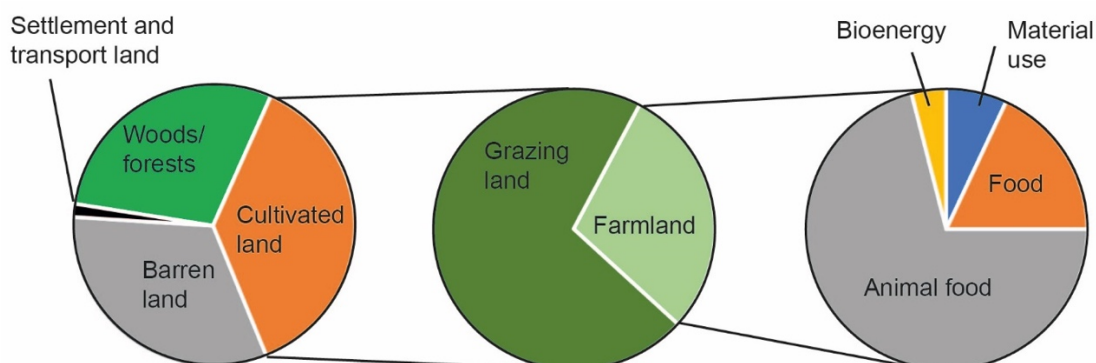 Settlement and
transport land
Woods/
forests
Cultivated
land
Barren
land
Grazing
land
Farmland
Bioenergy
Material
use
Food
Animal food